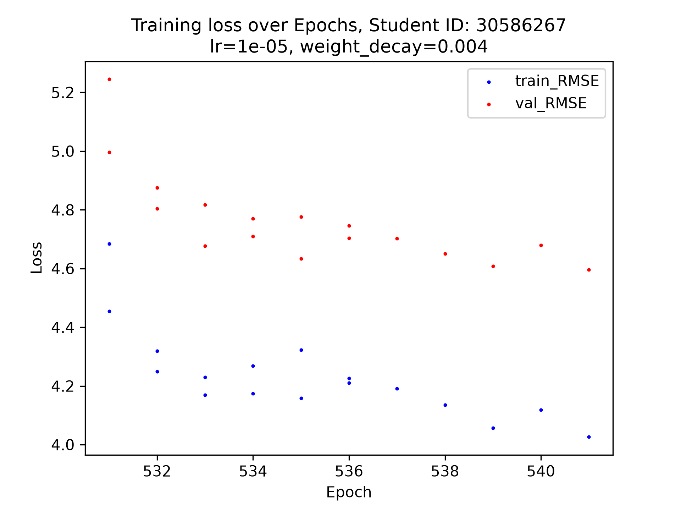 Training loss over Epochs, Student ID: 30586267
lr=1e-05, weight_decay=0.004
train_RMSE
val_RMSE
5.2
5.0
4.8
4.6
4.4
4.2
4.0
Loss
532
534
536
538
540
Epoch